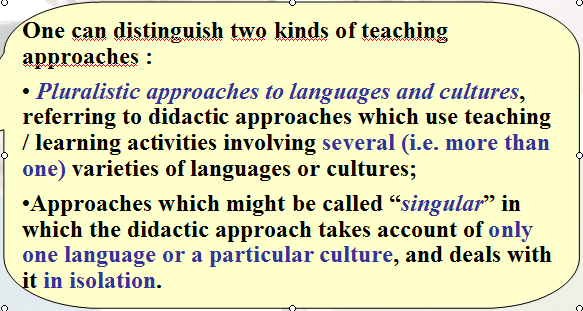 One can distinguish two kinds of teaching
approaches :
• Pluralistic approaches to languages and cultures,
referring to didactic approaches which use teaching
/ learning activities involving several (i.e. more than
one) varieties of languages or cultures;
•Approaches which might be called “singular” in
which the didactic approach takes account of only
one language or a particular culture, and deals with
it in isolation.